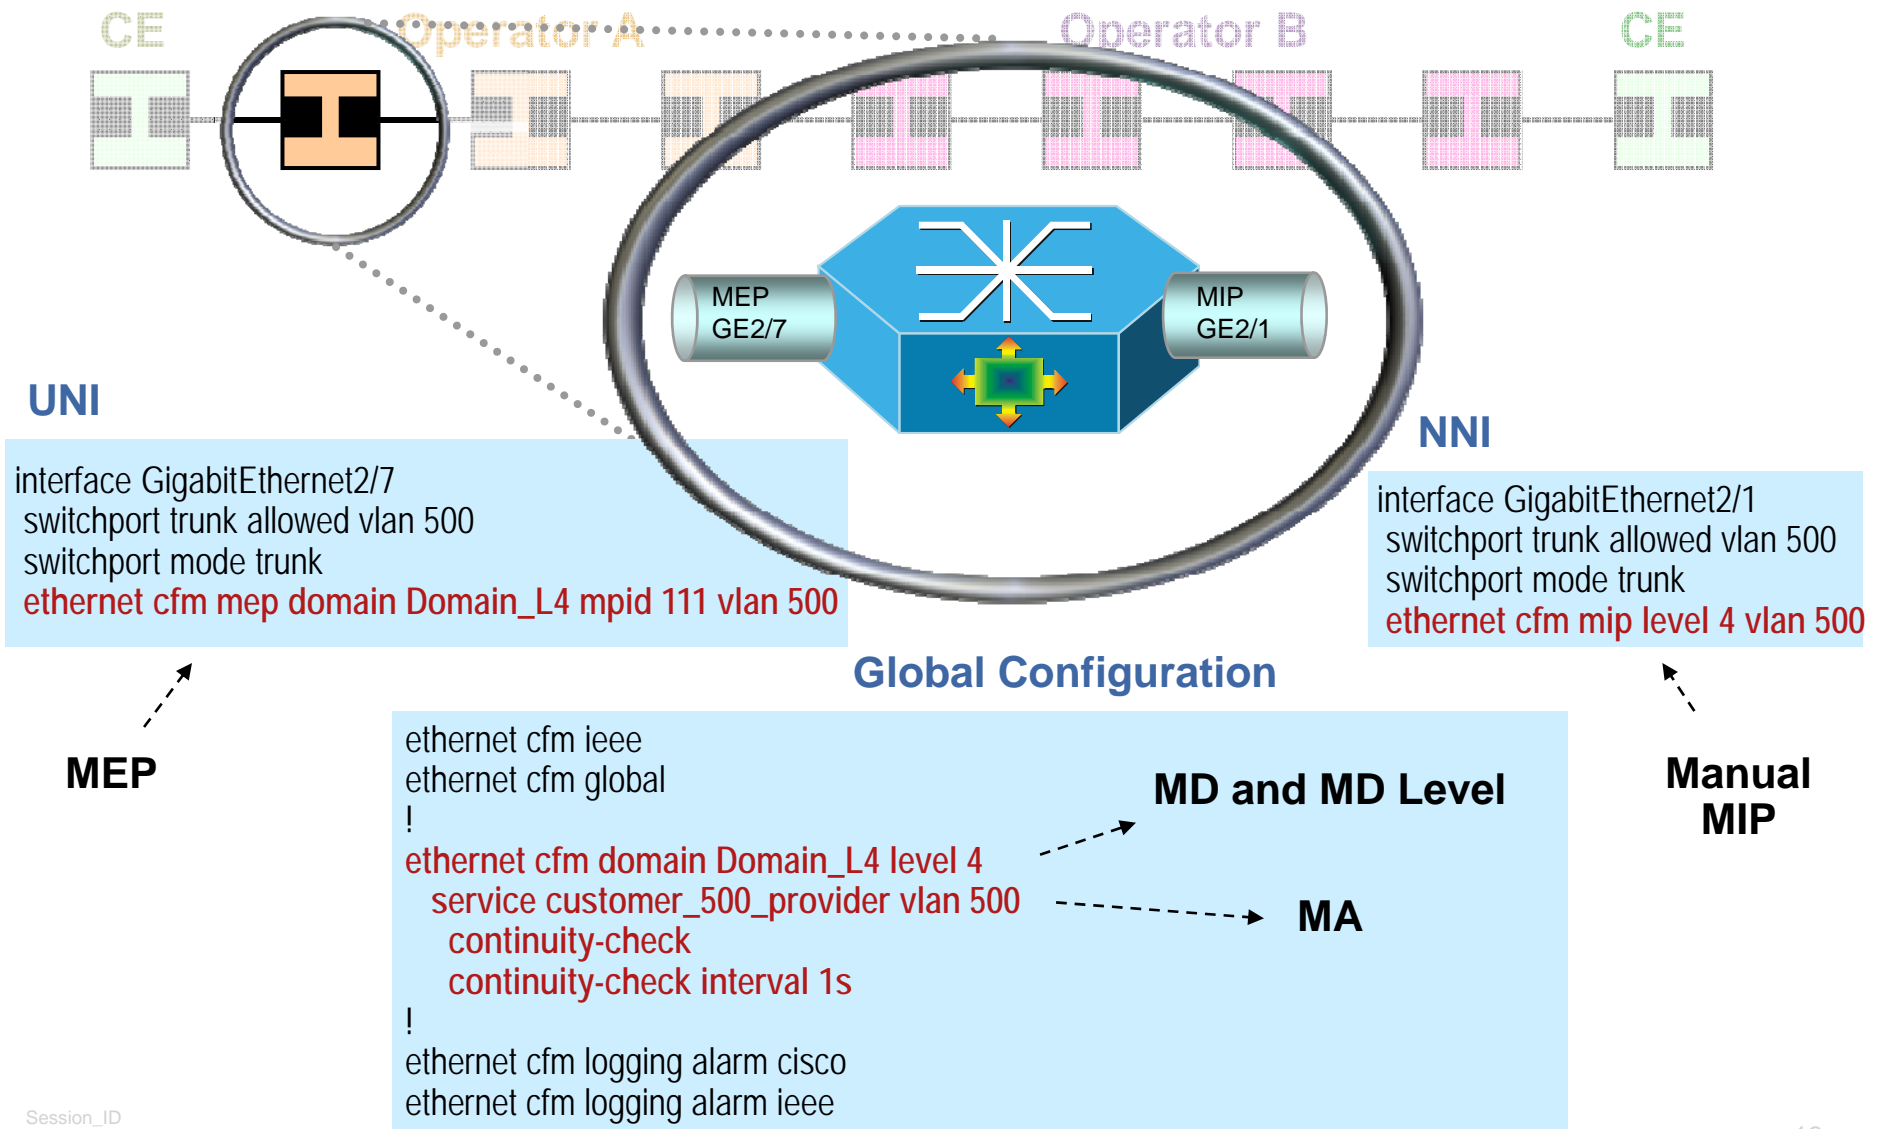 CE
Operator A
Operator B
CE
MEP
GE2/7
MIP
GE2/1
UNI
interface GigabitEthernet2/7
switchport trunk allowed vlan 500
switchport mode trunk
ethernet cfm mep domain Domain_L4 mpid 111 vlan 500
NNI
interface GigabitEthernet2/1
switchport trunk allowed vlan 500
switchport mode trunk
ethernet cfm mip level 4 vlan 500
MEP
Global Configuration
ethernet cfm ieee
ethernet cfm global
!
ethernet cfm domain Domain_L4 level 4
service customer_500_provider vlan 500
continuity-check
continuity-check interval 1s
!
ethernet cfm logging alarm cisco
ethernet cfm logging alarm ieee
MD and MD Level
MA
Manual
MIP
Session_ID